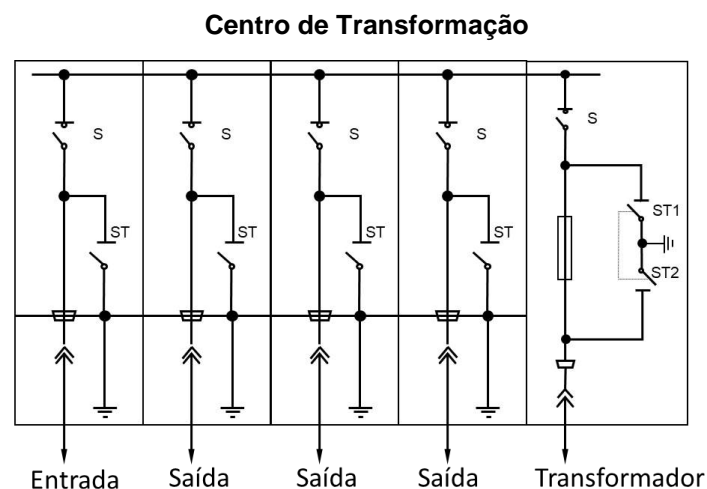 Centro de Transformação
S
S
S
S
S
ST
ST
ST
ST
ST1
ST2
Entrada
Saída
Saída
Saída
Transformador